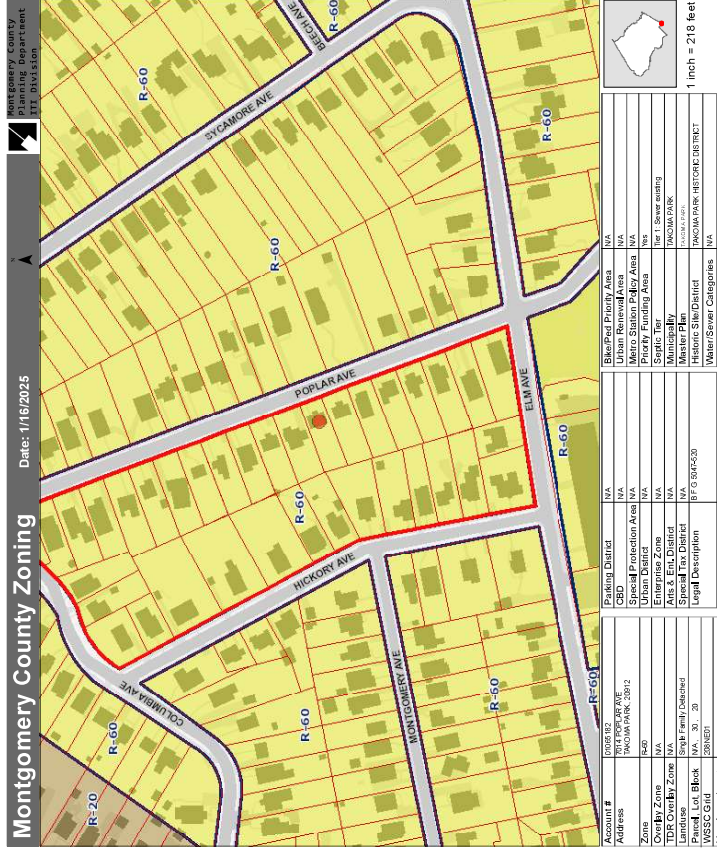 Montgomery County Zoning
Date: 1/16/2025
N
Montgomery County
Planning Department
ITI Division
R-60
R-60
BEECH AVE
SYCAMORE AVE
R-60
R-60
POPLAR AVE
ELM AVE
R-60
R-60
HICKORY AVE
COLUMBIA AVE
R-60
R-20
R-60
MONTGOMERY AVE
R-60
R-60
Account # 01065182
Address 7014 POPLAR AVE
TAKOMA PARK, 20912
Zone R-60
Overlay Zone N/A
TDR Overlay Zone N/A
Landuse Single Family Detached
Parcel, Lot, Block N/A, 30, 20
WSSC Grid 208NE01
Parking District N/A
CBD N/A
Special Protection Area N/A
Urban District N/A
Enterprise Zone N/A
Arts & Ent. District N/A
Special Tax District N/A
Legal Description B F G 5047-520
Bike/Ped Priority Area N/A
Urban Renewal Area N/A
Metro Station Policy Area N/A
Priority Funding Area Yes
Septic Tier Tier 1: Sewer existing
Municipality TAKOMA PARK
Master Plan TAKOMA PARK
Historic Site/District TAKOMA PARK HISTORIC DISTRICT
Water/Sewer Categories N/A
1 inch = 218 feet